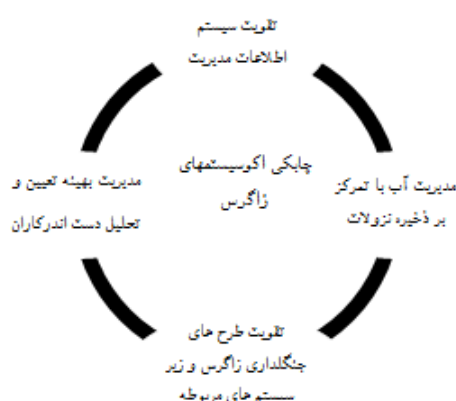 تقویت سیستم
اطلاعات مدیریت
چابکی اکوسیستمهای
زاگرس
مدیریت آب با تمرکز
بر ذخیره نزولات
مدیریت بهینه تعیین و
تحلیل دست اندرکاران
تقویت طرح های
جنگلداری زاگرس و زیر
سیستم های مربوطه